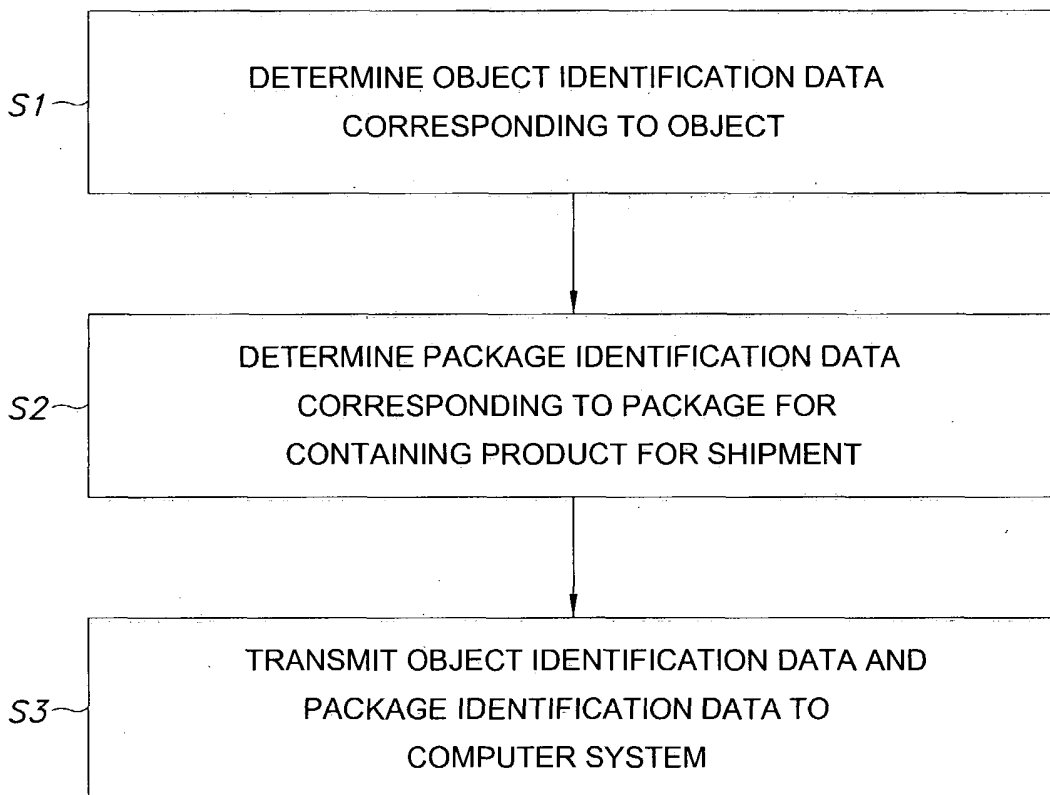 DETERMINE OBJECT IDENTIFICATION DATA
S1
CORRESPONDING TO OBJECT
DETERMINE PACKAGE IDENTIFICATION DATA
S2
CORRESPONDING TO PACKAGE FOR
CONTAINING PRODUCT FOR SHIPMENT
TRANSMIT OBJECT IDENTIFICATION DATA AND
S3
PACKAGE IDENTIFICATION DATA TO
COMPUTER SYSTEM